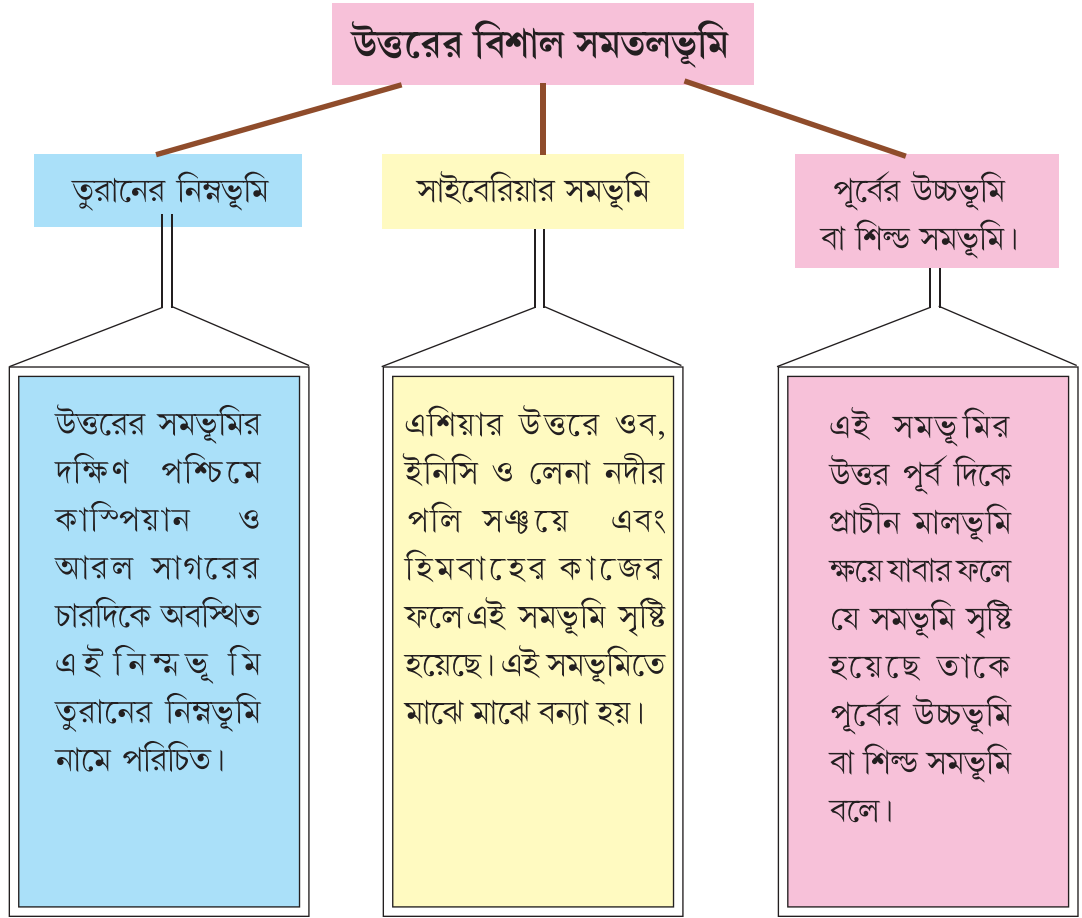 উত্তরের বিশাল সমতলভূমি
তুরানের নিম্নভূমি
সাইবেরিয়ার সমভূমি
পূর্বের উচ্চভূমি
বা শিল্ড সমভূমি।
উত্তরের সমভূমির
দক্ষিণ পশ্চিমে
কাস্পিয়ান ও
আরল সাগরের
চারদিকে অবস্থিত
এই নিম্নভূমি
তুরানের নিম্নভূমি
নামে পরিচিত।
এশিয়ার উত্তরে ওব,
ইনিসি ও লেনা নদীর
পলি সঞ্চয়ে এবং
হিমবাহের কাজের
ফলে এই সমভূমি সৃষ্টি
হয়েছে। এই সমভূমিতে
মাঝে মাঝে বন্যা হয়।
এই সমভূমির
উত্তর পূর্ব দিকে
প্রাচীন মালভূমি
ক্ষয়ে যাবার ফলে
যে সমভূমি সৃষ্টি
হয়েছে তাকে
পূর্বের উচ্চভূমি
বা শিল্ড সমভূমি
বলে।